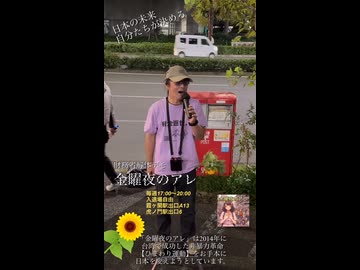 日本の未来
自分たちが決める
財務省解体デモ
金曜夜のアレ
毎週17:00~20:00
入退場自由
霞ヶ関駅出口A13
虎ノ門駅出口6
「金曜夜のアレ」は2014年に
台湾で成功した非暴力革命
【ひまわり運動】をお手本に
日本を変えようとしています。